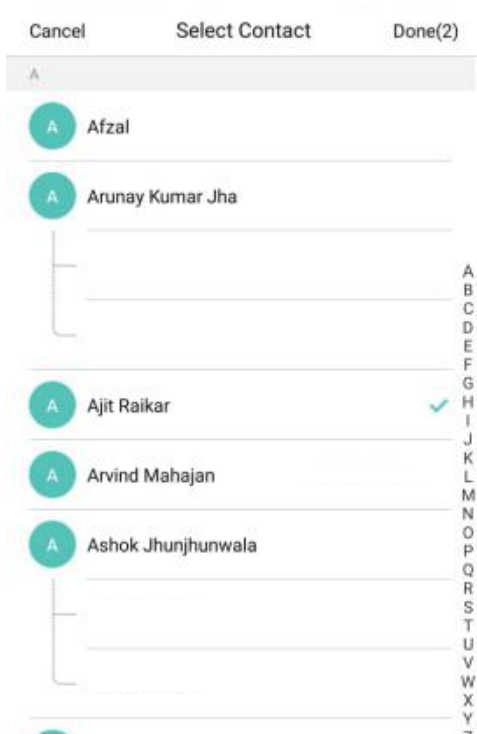 Cancel Select Contact Done(2)
A
A Afzal
A Arunay Kumar Jha
A Ajit Raikar
A Arvind Mahajan
A Ashok Jhunjhunwala
A
B
C
D
E
F
G
H
I
J
K
L
M
N
O
P
Q
R
S
T
U
V
W
X
Y